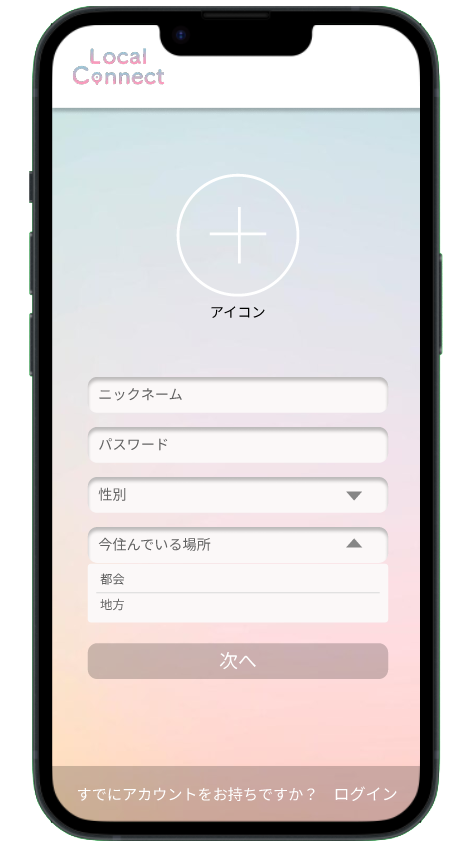 Local
Connect
アイコン
ニックネーム
パスワード
性別
今住んでいる場所
都会
地方
次へ
すでにアカウントをお持ちですか？ ログイン